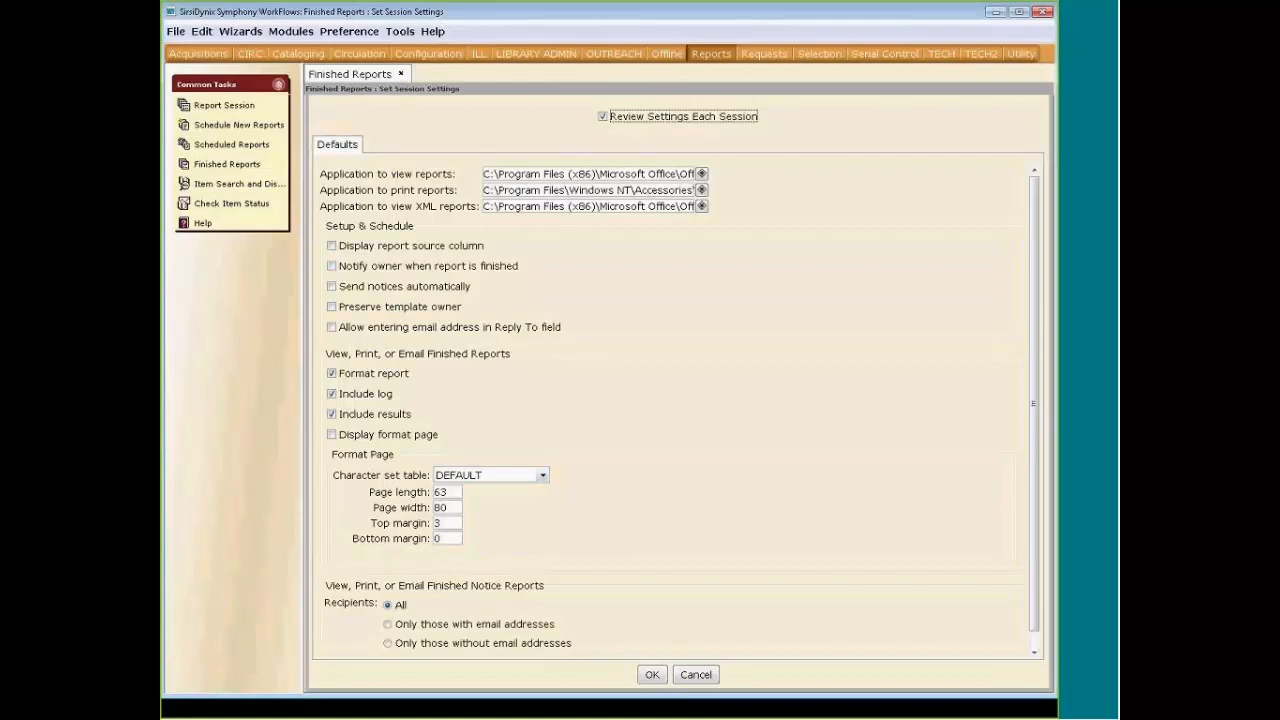 SirsiDynix Symphony WorkFlows: Finished Reports : Set Session Settings
File Edit Wizards Modules Preference Tools Help
Acquisitions CIRC Cataloging Circulation Configuration ILL LIBRARY ADMIN OUTREACH Offline Reports Requests Selection Serial Control TECH TECH2 Utility
Common Tasks
Report Session
Schedule New Reports
Scheduled Reports
Finished Reports
Item Search and Dis...
Check Item Status
Help
Finished Reports
Finished Reports : Set Session Settings
Review Settings Each Session
Defaults
Application to view reports: C:\Program Files (x86)\Microsoft Office\Off
Application to print reports: C:\Program Files\Windows NT\Accessories'
Application to view XML reports: C:\Program Files (x86)\Microsoft Office\Off
Setup & Schedule
Display report source column
Notify owner when report is finished
Send notices automatically
Preserve template owner
Allow entering email address in Reply To field
View, Print, or Email Finished Reports
Format report
Include log
Include results
Display format page
Format Page
Character set table: DEFAULT
Page length: 63
Page width: 80
Top margin: 3
Bottom margin: 0
View, Print, or Email Finished Notice Reports
Recipients: All
Only those with email addresses
Only those without email addresses
OK Cancel